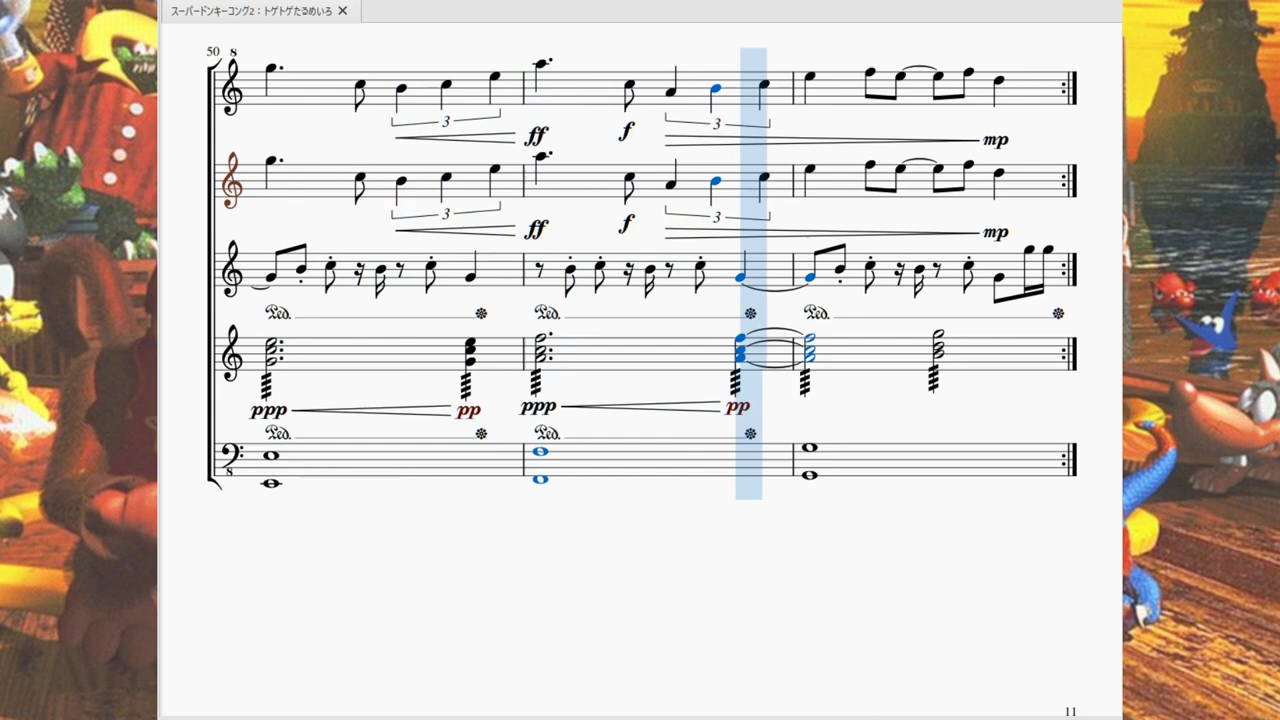 スーパードンキーコング2：トゲトゲたるめいろ ×
50 8
3 3
ff f mp
3 3
ff f mp
Ped. Ped. Ped.
ppp pp ppp pp
Ped. Ped.
8
11